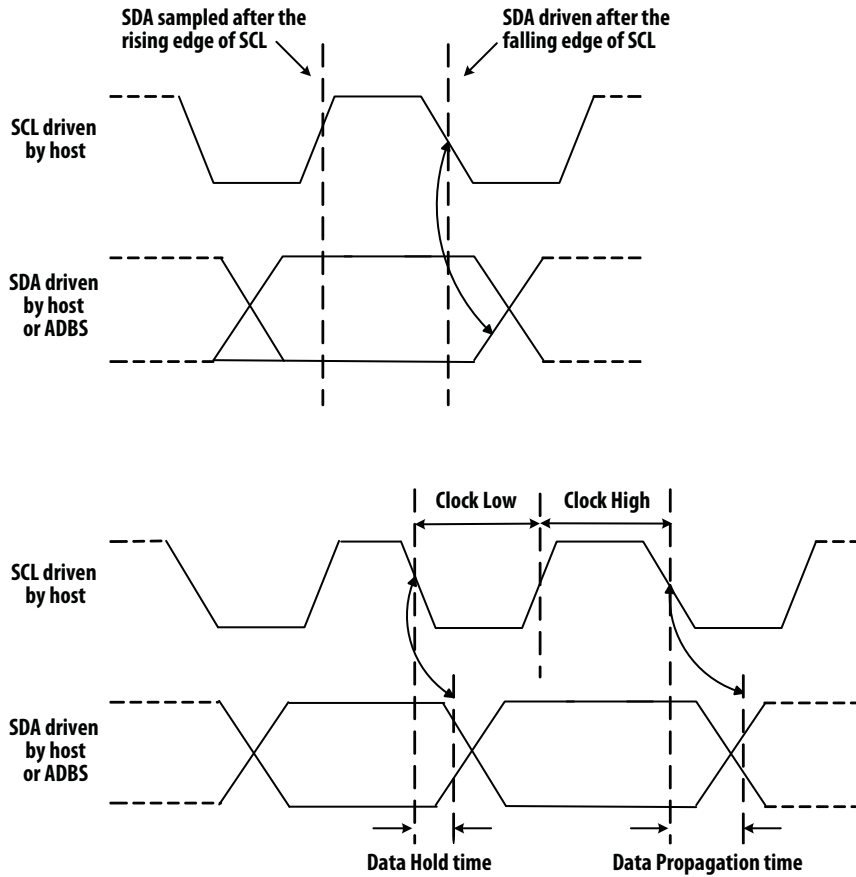 SDA sampled after the
rising edge of SCL
SDA driven after the
falling edge of SCL
SCL driven
by host
SDA driven
by host
or ADBS
Clock Low
Clock High
SCL driven
by host
SDA driven
by host
or ADBS
Data Hold time
Data Propagation time